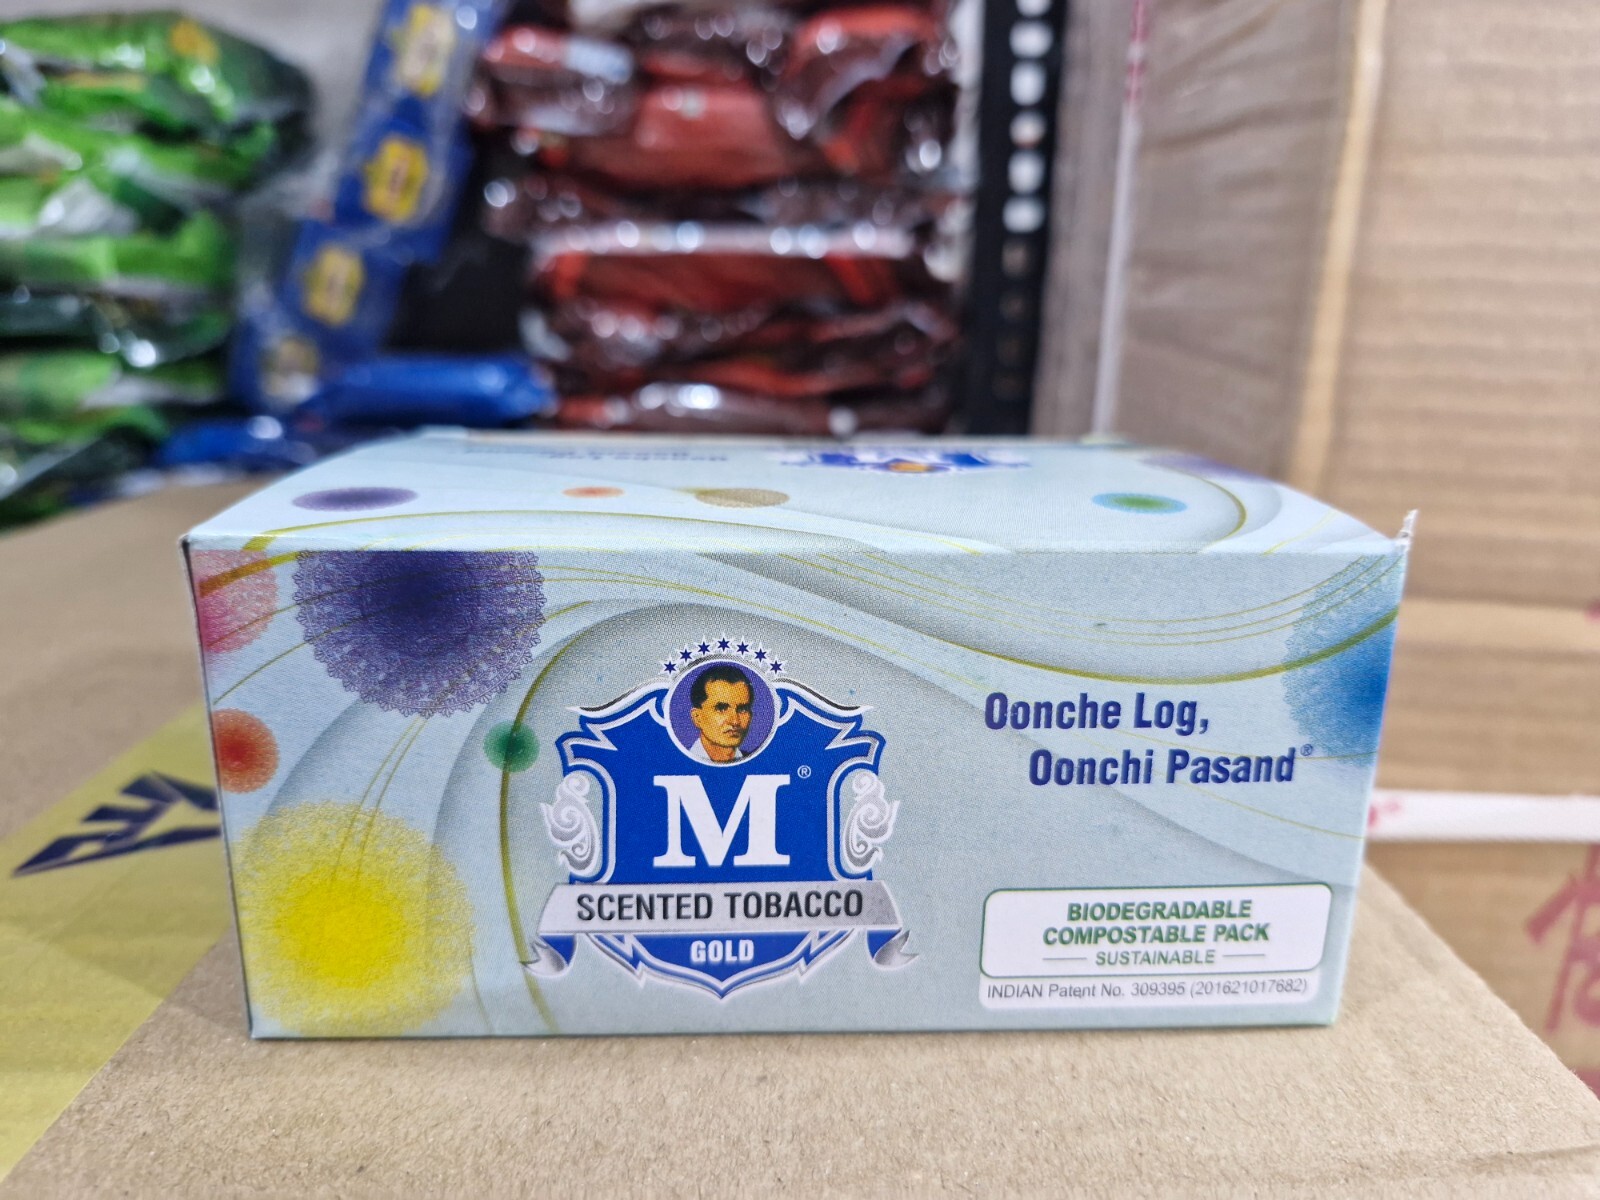 Oonche Log,
Oonchi Pasand®
M®
SCENTED TOBACCO
GOLD
BIODEGRADABLE
COMPOSTABLE PACK
SUSTAINABLE
INDIAN Patent No. 309395 (201621017682)